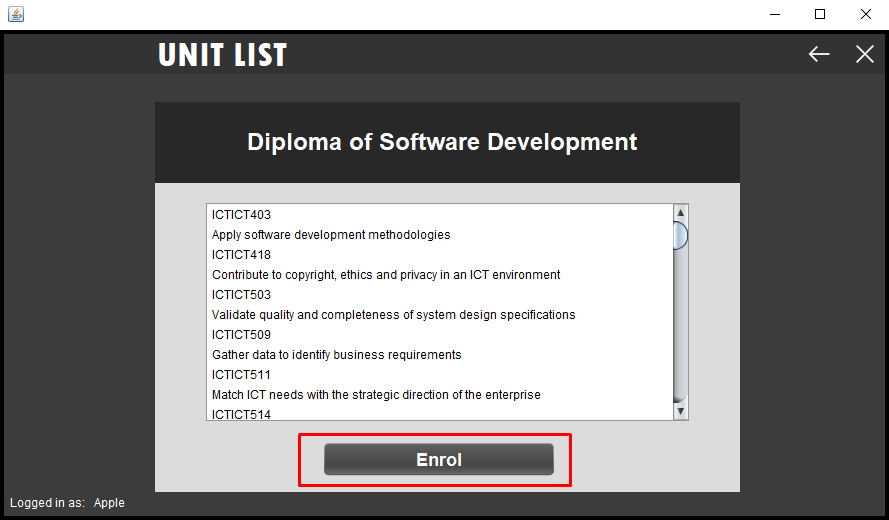 UNIT LIST
Diploma of Software Development
ICTICT403
Apply software development methodologies
ICTICT418
Contribute to copyright, ethics and privacy in an ICT environment
ICTICT503
Validate quality and completeness of system design specifications
ICTICT509
Gather data to identify business requirements
ICTICT511
Match ICT needs with the strategic direction of the enterprise
ICTICT514
Enrol
Logged in as: Apple